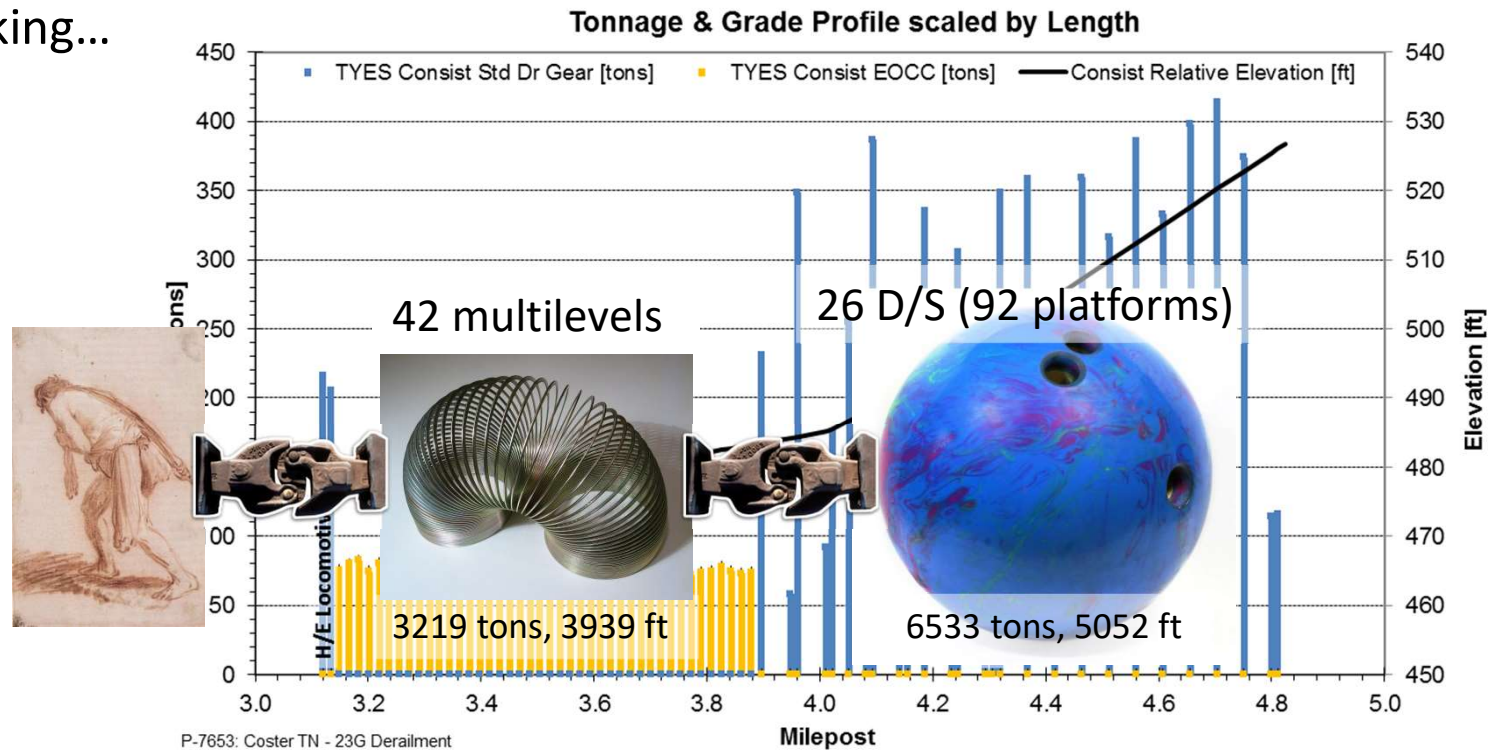 king...
Tonnage & Grade Profile scaled by Length
TYES Consist Std Dr Gear [tons] TYES Consist EOCC [tons] Consist Relative Elevation [ft]
450
400
350
300
250
200
00
50
0
ons]
540
530
520
510
500
490
480
470
460
450
Elevation [ft]
42 multilevels
26 D/S (92 platforms)
H/E Locomotiv
3219 tons, 3939 ft
6533 tons, 5052 ft
3.0 3.2 3.4 3.6 3.8 4.0 4.2 4.4 4.6 4.8 5.0
Milepost
P-7653: Coster TN - 23G Derailment